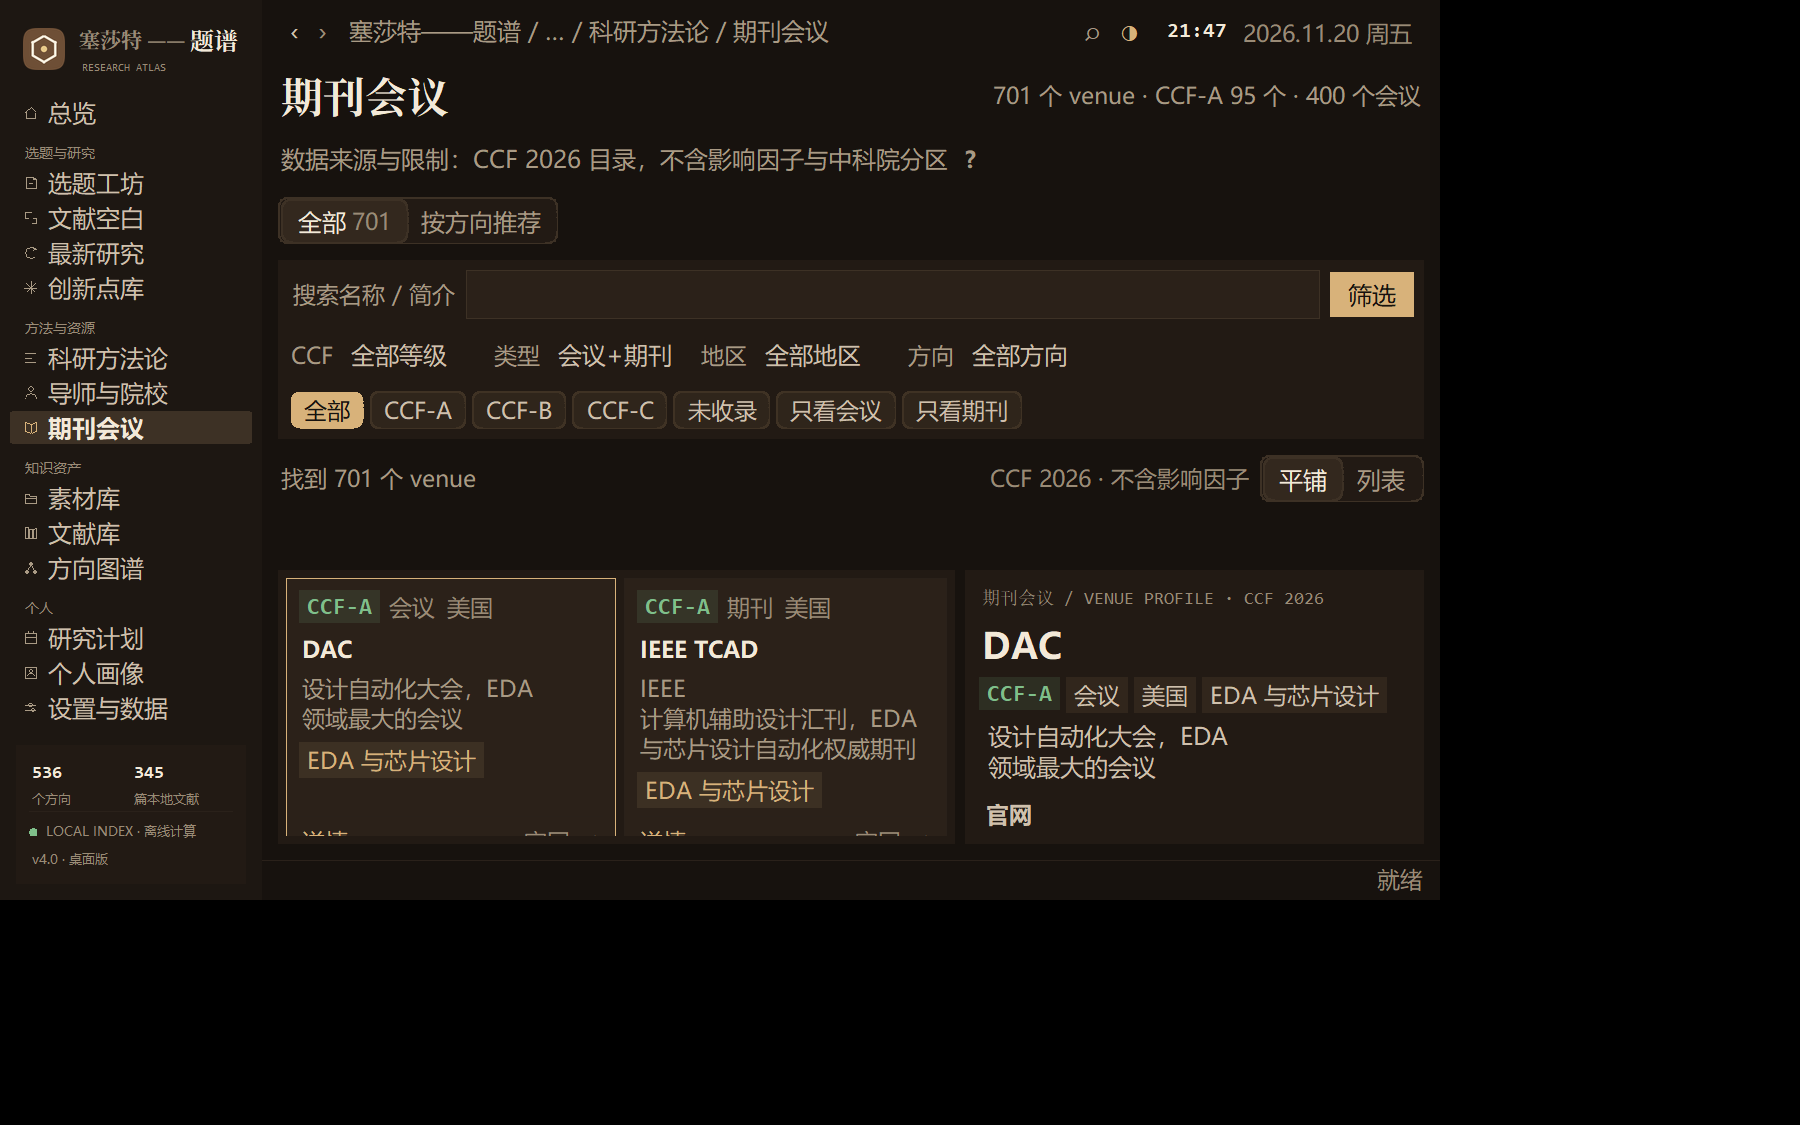 塞莎特 —— 题谱
RESEARCH ATLAS
总览
选题与研究
选题工坊
文献空白
最新研究
创新点库
方法与资源
科研方法论
导师与院校
期刊会议
知识资产
素材库
文献库
方向图谱
个人
研究计划
个人画像
设置与数据
536 345
个方向 篇本地文献
LOCAL INDEX · 离线计算
v4.0 · 桌面版
‹ › 塞莎特——题谱 / ... / 科研方法论 / 期刊会议
21:47 2026.11.20 周五
期刊会议
701 个 venue · CCF-A 95 个 · 400 个会议
数据来源与限制：CCF 2026 目录，不含影响因子与中科院分区 ?
全部 701 按方向推荐
搜索名称 / 简介 筛选
CCF 全部等级 类型 会议+期刊 地区 全部地区 方向 全部方向
全部 CCF-A CCF-B CCF-C 未收录 只看会议 只看期刊
找到 701 个 venue
CCF 2026 · 不含影响因子 平铺 列表
CCF-A 会议 美国
DAC
设计自动化大会，EDA
领域最大的会议
EDA 与芯片设计
CCF-A 期刊 美国
IEEE TCAD
IEEE
计算机辅助设计汇刊，EDA
与芯片设计自动化权威期刊
EDA 与芯片设计
期刊会议 / VENUE PROFILE · CCF 2026
DAC
CCF-A 会议 美国 EDA 与芯片设计
设计自动化大会，EDA
领域最大的会议
官网
就绪